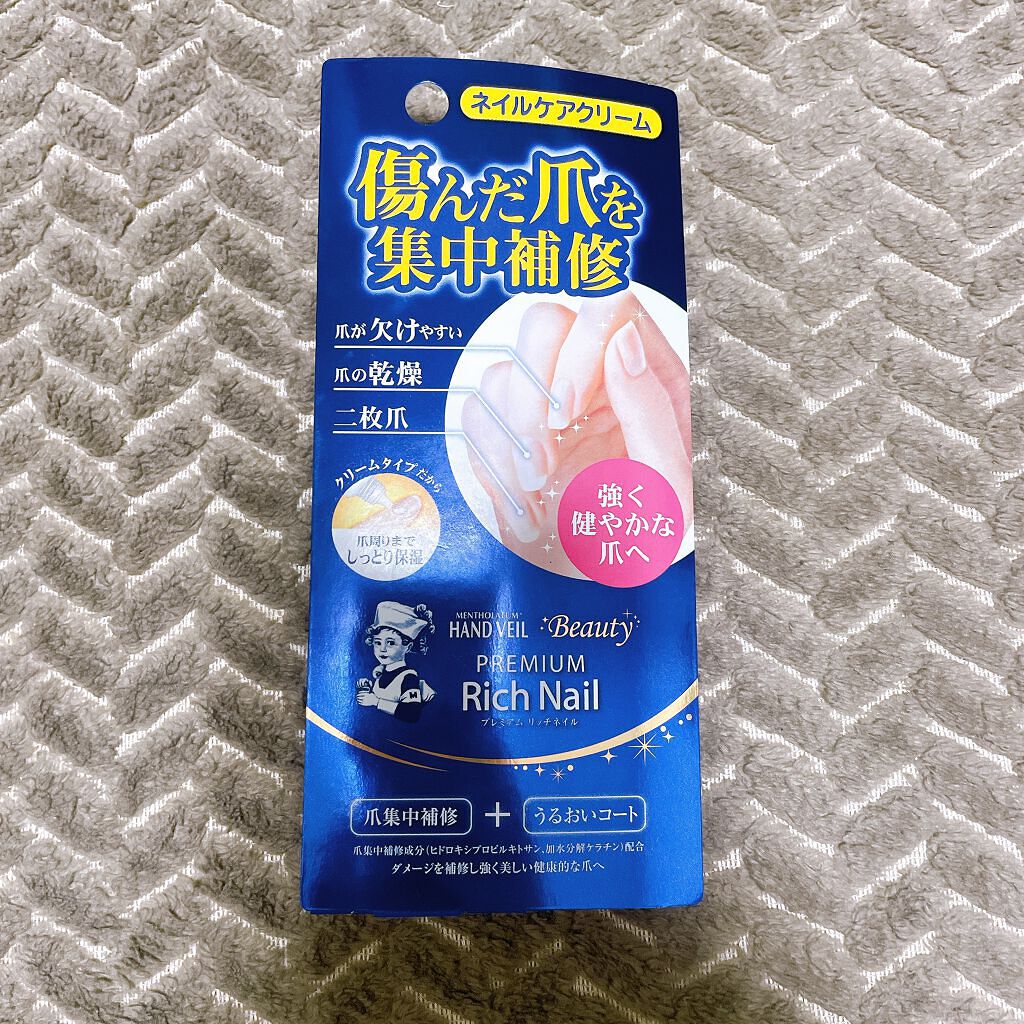 ネイルケアクリーム
傷んだ爪を
集中補修
爪が欠けやすい
爪の乾燥
二枚爪
クリームタイプだから
爪周りまで
しっとり保湿
強く
健やかな
爪へ
MENTHOLATUM®
HAND VEIL Beauty
PREMIUM
Rich Nail
プレミアム リッチネイル
爪集中補修 + うるおいコート
爪集中補修成分(ヒドロキシプロピルキトサン、加水分解ケラチン)配合
ダメージを補修し強く美しい健康的な爪へ